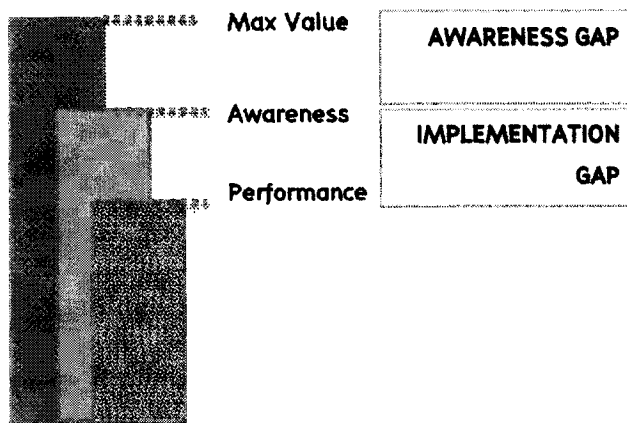 Max Value
AWARENESS GAP
Awareness
IMPLEMENTATION
GAP
Performance